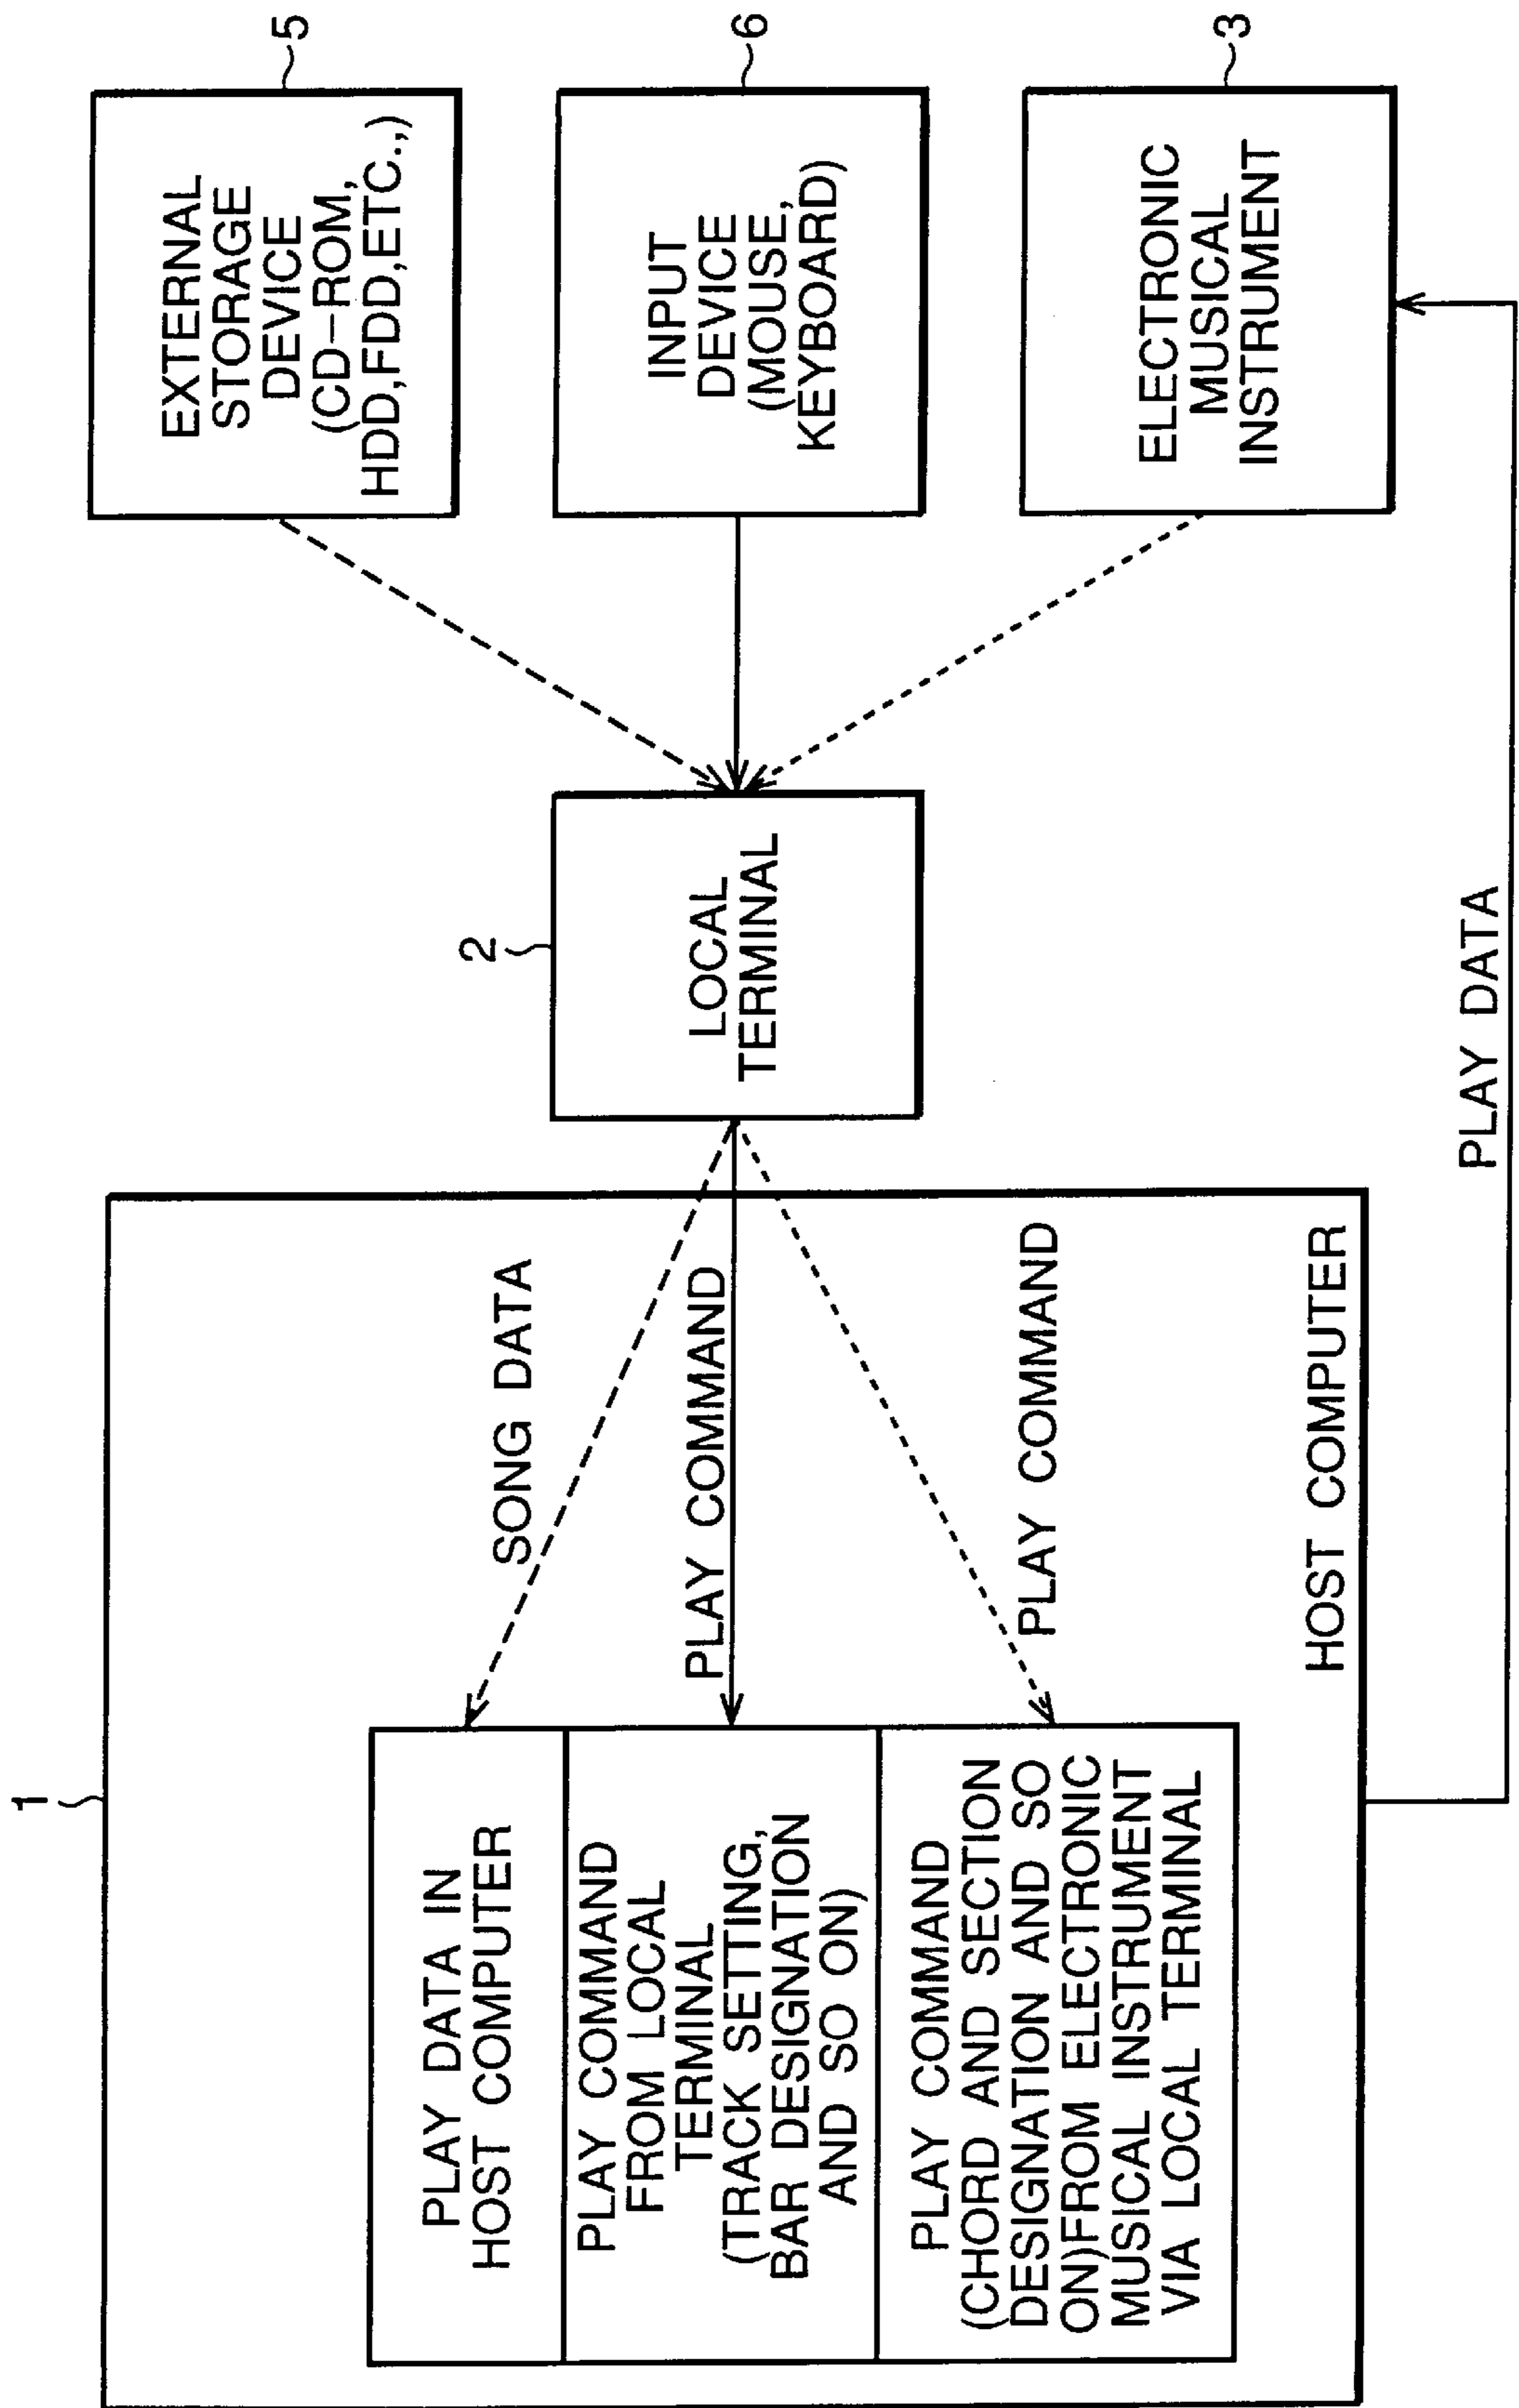 1
PLAY DATA IN
HOST COMPUTER
PLAY COMMAND
FROM LOCAL
TERMINAL
(TRACK SETTING,
BAR DESIGNATION
AND SO ON)
PLAY COMMAND
(CHORD AND SECTION
DESIGNATION AND SO
ON)FROM ELECTRONIC
MUSICAL INSTRUMENT
VIA LOCAL TERMINAL
SONG DATA
PLAY COMMAND
PLAY COMMAND
HOST COMPUTER
2
LOCAL
TERMINAL
EXTERNAL
STORAGE
DEVICE
(CD-ROM,
HDD,FDD,ETC.,)
5
INPUT
DEVICE
(MOUSE,
KEYBOARD)
6
ELECTRONIC
MUSICAL
INSTRUMENT
3
PLAY DATA